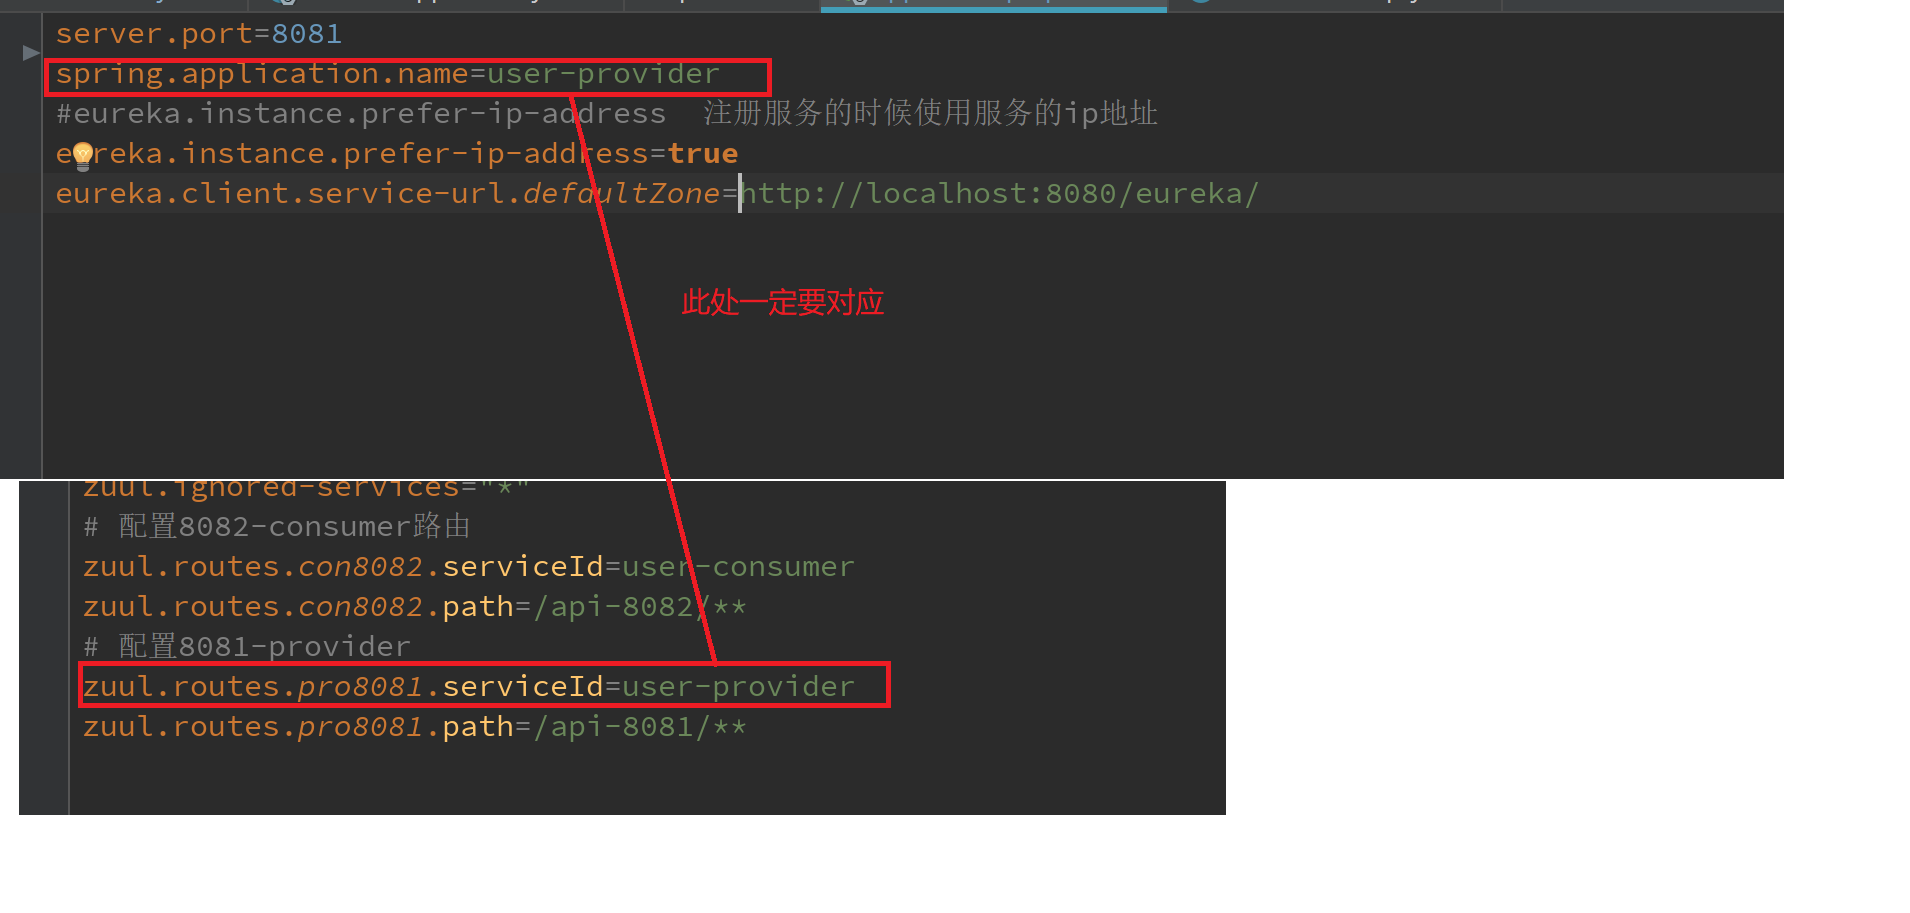 server.port=8081
spring.application.name=user-provider
#eureka.instance.prefer-ip-address  注册服务的时候使用服务的ip地址
eureka.instance.prefer-ip-address=true
eureka.client.service-url.defaultZone=http://localhost:8080/eureka/
此处一定要对应
zuul.ignored-services="*"
# 配置8082-consumer路由
zuul.routes.con8082.serviceId=user-consumer
zuul.routes.con8082.path=/api-8082/**
# 配置8081-provider
zuul.routes.pro8081.serviceId=user-provider
zuul.routes.pro8081.path=/api-8081/**